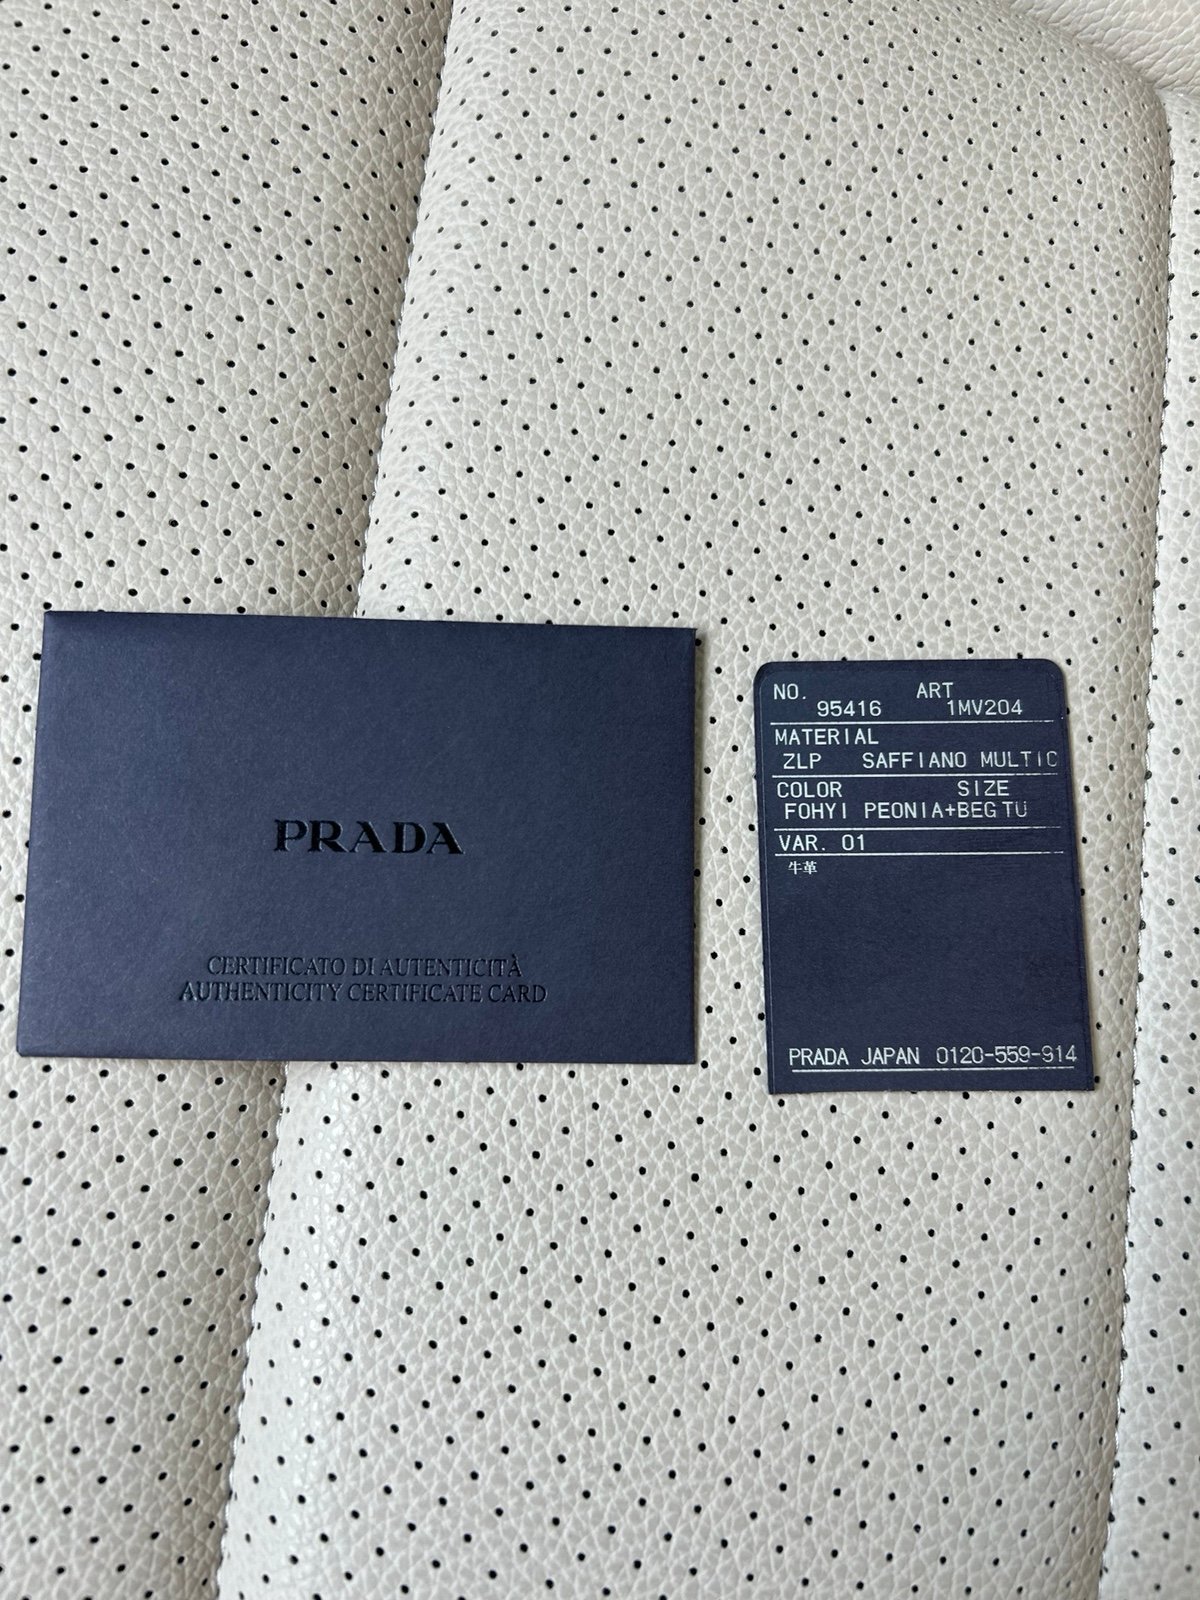 PRADA
CERTIFICATO DI AUTENTICITÀ
AUTHENTICITY CERTIFICATE CARD
NO. ART
95416 1MV204
MATERIAL
ZLP SAFFIANO MULTIC
COLOR SIZE
F0HYI PEONIA+BEG TU
VAR. 01
牛革
PRADA JAPAN 0120-559-914